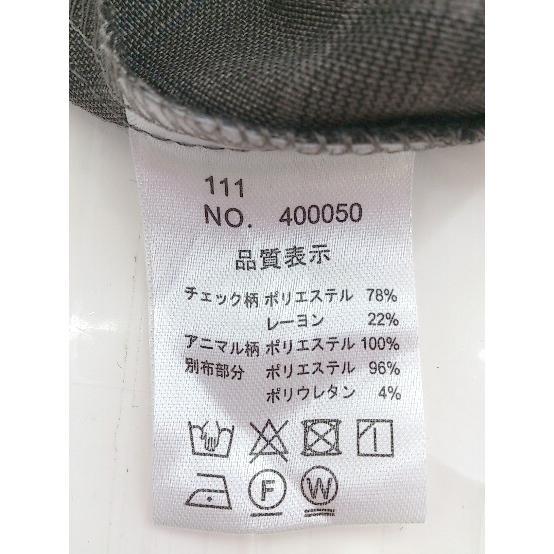 111
NO. 400050
品質表示
チェック柄 ポリエステル 78%
レーヨン 22%
アニマル柄 ポリエステル 100%
別布部分 ポリエステル 96%
ポリウレタン 4%
F W